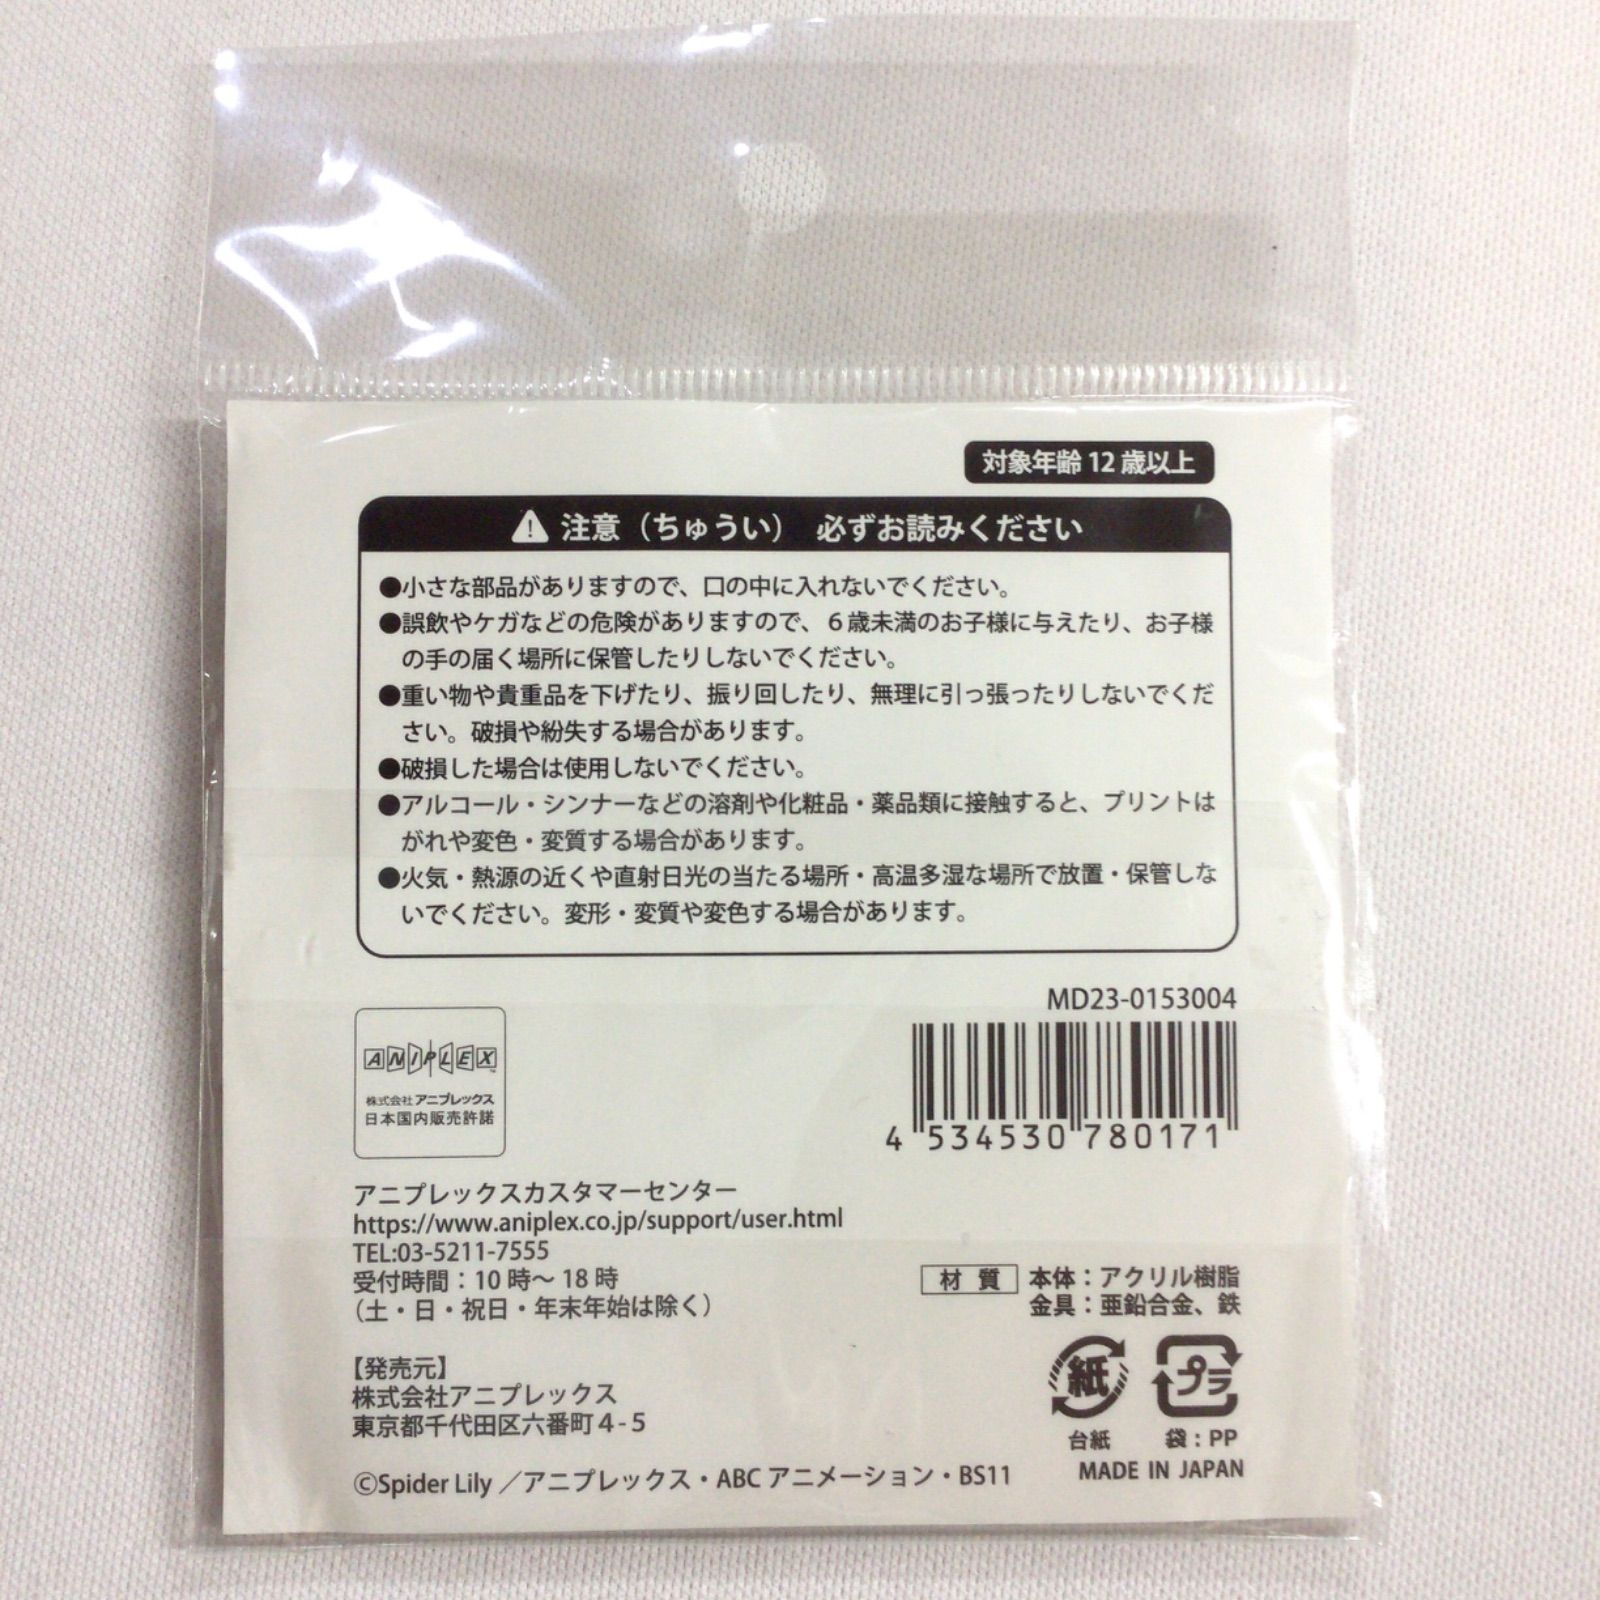 対象年齢12歳以上
注意（ちゅうい） 必ずお読みください
●小さな部品がありますので、口の中に入れないでください。
●誤飲やケガなどの危険がありますので、６歳未満のお子様に与えたり、お子様
の手の届く場所に保管したりしないでください。
●重い物や貴重品を下げたり、振り回したり、無理に引っ張ったりしないでくだ
さい。破損や紛失する場合があります。
●破損した場合は使用しないでください。
●アルコール・シンナーなどの溶剤や化粧品・薬品類に接触すると、プリントは
がれや変色・変質する場合があります。
●火気・熱源の近くや直射日光の当たる場所・高温多湿な場所で放置・保管しな
いでください。変形・変質や変色する場合があります。
MD23-0153004
4 534530 780171
ANIPLEX
株式会社アニプレックス
日本国内販売許諾
アニプレックスカスタマーセンター
https://www.aniplex.co.jp/support/user.html
TEL:03-5211-7555
受付時間：10時～18時
（土・日・祝日・年末年始は除く）
材質 本体：アクリル樹脂
金具：亜鉛合金、鉄
【発売元】
株式会社アニプレックス
東京都千代田区六番町4-5
紙 プラ
台紙 袋：PP
MADE IN JAPAN
©Spider Lily／アニプレックス・ABCアニメーション・BS11